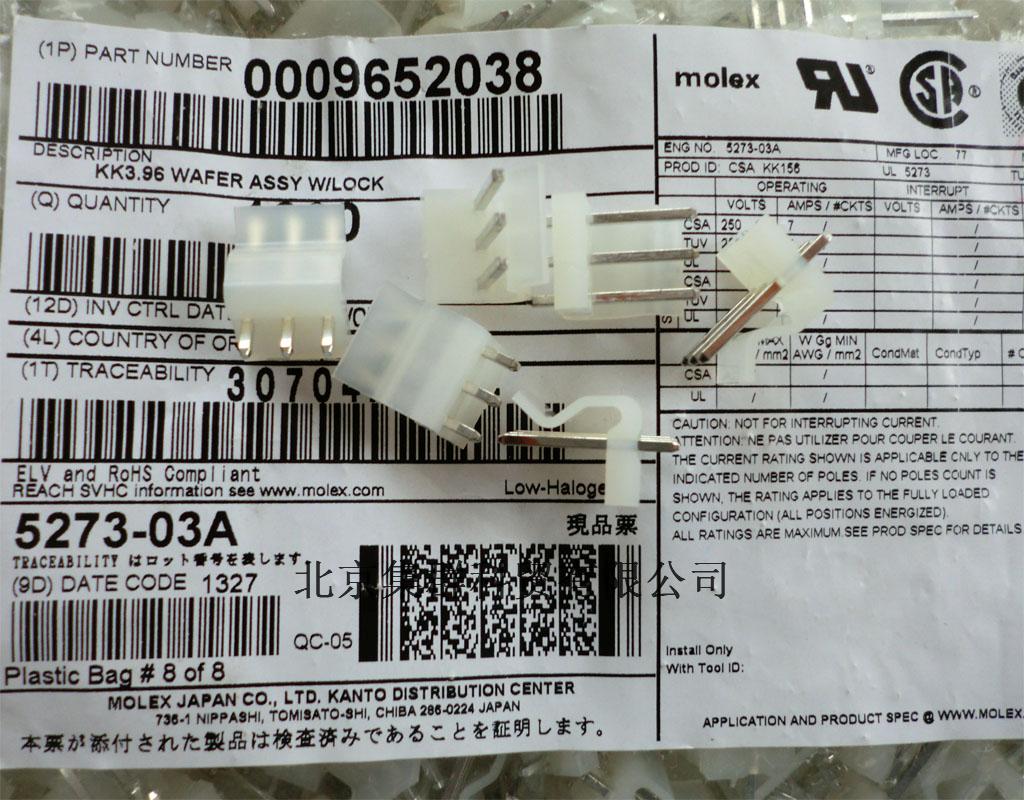 (1P) PART NUMBER 0009652038
DESCRIPTION
KK3.96 WAFER ASSY W/LOCK
(Q) QUANTITY
(12D) INV CTRL
(4L) COUNTRY OF
(1T) TRACEABILITY
ELV and RoHS Compliant
REACH SVHC information see www.molex.com
5273-03A
現品票
TRACEABILITY はロット番号を表します
(9D) DATE CODE 1327
QC-05
Plastic Bag # 8 of 8
MOLEX JAPAN CO., LTD. KANTO DISTRIBUTION CENTER
736-1 NIPPASHI, TOMISATO-SHI, CHIBA 286-0224 JAPAN
本票が添付された製品は検査済みであることを証明します。
molex
ENG NO. 5273-03A MFG LOC. 77
PROD ID: CSA KK156 UL 5273
OPERATING INTERRUPT
VOLTS AMPS / #CKTS VOLTS AMPS / #CKTS
CSA 250 7 / /
TUV /
UL /
CSA /
TUV /
UL /
W Gg MIN
/ mm2 AWG / mm2 CondMat CondTyp
CSA /
UL / /
CAUTION: NOT FOR INTERRUPTING CURRENT.
ATTENTION: NE PAS UTILIZER POUR COUPER LE COURANT.
THE CURRENT RATING SHOWN IS APPLICABLE ONLY TO THE
INDICATED NUMBER OF POLES. IF NO POLES COUNT IS
SHOWN, THE RATING APPLIES TO THE FULLY LOADED
CONFIGURATION (ALL POSITIONS ENERGIZED).
ALL RATINGS ARE MAXIMUM.SEE PROD SPEC FOR DETAILS
Install Only
With Tool ID:
APPLICATION AND PRODUCT SPEC @ WWW.MOLEX.
北京集 科贸有限公司